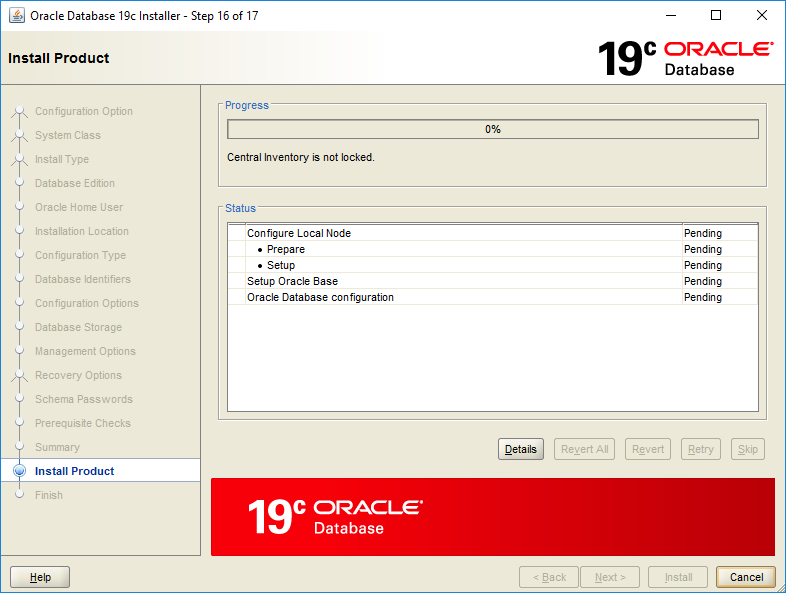 Oracle Database 19c Installer - Step 16 of 17
Install Product
19c ORACLE
Database
Configuration Option
System Class
Install Type
Database Edition
Oracle Home User
Installation Location
Configuration Type
Database Identifiers
Configuration Options
Database Storage
Management Options
Recovery Options
Schema Passwords
Prerequisite Checks
Summary
Install Product
Finish
Progress
0%
Central Inventory is not locked.
Status
Configure Local Node Pending
• Prepare Pending
• Setup Pending
Setup Oracle Base Pending
Oracle Database configuration Pending
Details Revert All Revert Retry Skip
19c ORACLE
Database
Help < Back Next > Install Cancel